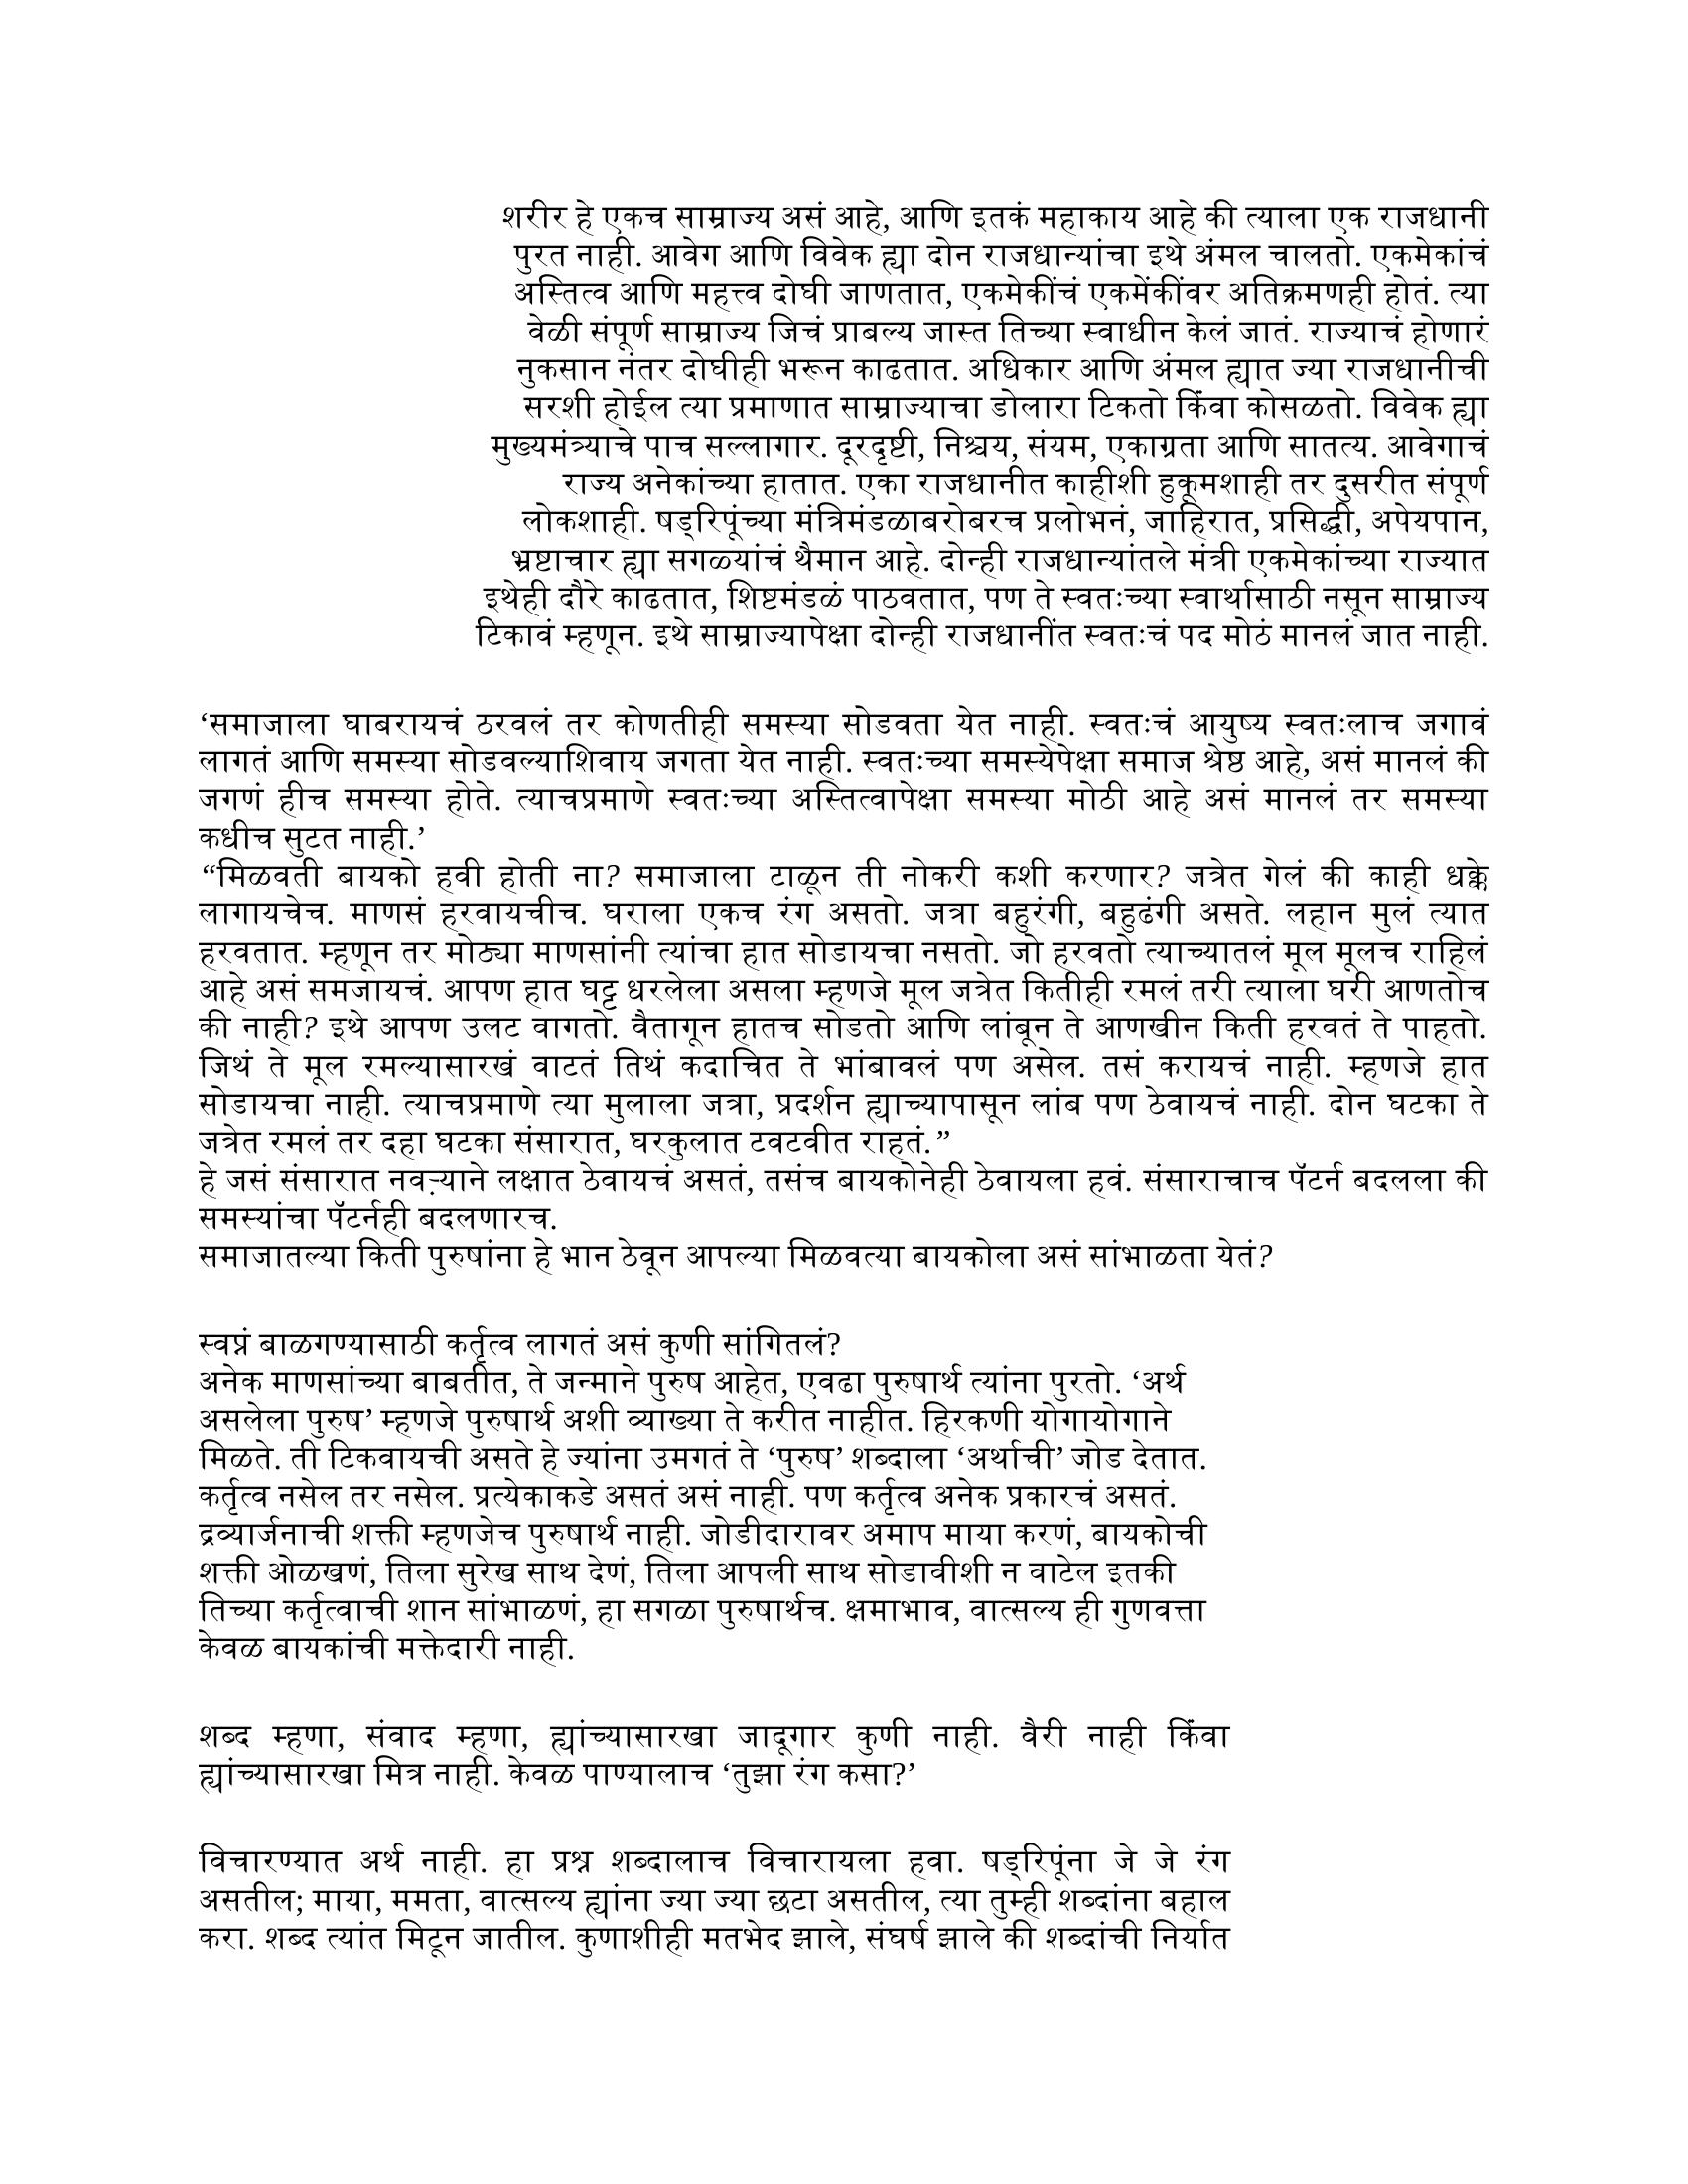 शरीर हे एकच साम्राज्य असं आहे, आणि इतकं महाकाय आहे की त्याला एक राजधानी
पुरत नाही. आवेग आणि विवेक ह्या दोन राजधान्यांचा इथे अंमल चालतो. एकमेकांचं
अस्तित्व आणि महत्त्व दोघी जाणतात, एकमेकींचं एकमेंकींवर अतिक्रमणही होतं. त्या
वेळी संपूर्ण साम्राज्य जिचं प्राबल्य जास्त तिच्या स्वाधीन केलं जातं. राज्याचं होणारं
नुकसान नंतर दोघीही भरून काढतात. अधिकार आणि अंमल ह्यात ज्या राजधानीची
सरशी होईल त्या प्रमाणात साम्राज्याचा डोलारा टिकतो किंवा कोसळतो. विवेक ह्या
मुख्यमंत्र्याचे पाच सल्लागार. दूरदृष्टी, निश्चय, संयम, एकाग्रता आणि सातत्य. आवेगाचं
राज्य अनेकांच्या हातात. एका राजधानीत काहीशी हुकूमशाही तर दुसरीत संपूर्ण
लोकशाही. षड्‌रिपूंच्या मंत्रिमंडळाबरोबरच प्रलोभनं, जाहिरात, प्रसिद्धी, अपेयपान,
भ्रष्टाचार ह्या सगळ्यांचं थैमान आहे. दोन्ही राजधान्यांतले मंत्री एकमेकांच्या राज्यात
इथेही दौरे काढतात, शिष्टमंडळं पाठवतात, पण ते स्वतःच्या स्वार्थासाठी नसून साम्राज्य
टिकावं म्हणून. इथे साम्राज्यापेक्षा दोन्ही राजधानींत स्वतःचं पद मोठं मानलं जात नाही.
‘समाजाला घाबरायचं ठरवलं तर कोणतीही समस्या सोडवता येत नाही. स्वतःचं आयुष्य स्वतःलाच जगावं
लागतं आणि समस्या सोडवल्याशिवाय जगता येत नाही. स्वतःच्या समस्येपेक्षा समाज श्रेष्ठ आहे, असं मानलं की
जगणं हीच समस्या होते. त्याचप्रमाणे स्वतःच्या अस्तित्वापेक्षा समस्या मोठी आहे असं मानलं तर समस्या
कधीच सुटत नाही.’
“मिळवती बायको हवी होती ना? समाजाला टाळून ती नोकरी कशी करणार? जत्रेत गेलं की काही धक्के
लागायचेच. माणसं हरवायचीच. घराला एकच रंग असतो. जत्रा बहुरंगी, बहुढंगी असते. लहान मुलं त्यात
हरवतात. म्हणून तर मोठ्या माणसांनी त्यांचा हात सोडायचा नसतो. जो हरवतो त्याच्यातलं मूल मूलच राहिलं
आहे असं समजायचं. आपण हात घट्ट धरलेला असला म्हणजे मूल जत्रेत कितीही रमलं तरी त्याला घरी आणतोच
की नाही? इथे आपण उलट वागतो. वैतागून हातच सोडतो आणि लांबून ते आणखीन किती हरवतं ते पाहतो.
जिथं ते मूल रमल्यासारखं वाटतं तिथं कदाचित ते भांबावलं पण असेल. तसं करायचं नाही. म्हणजे हात
सोडायचा नाही. त्याचप्रमाणे त्या मुलाला जत्रा, प्रदर्शन ह्याच्यापासून लांब पण ठेवायचं नाही. दोन घटका ते
जत्रेत रमलं तर दहा घटका संसारात, घरकुलात टवटवीत राहतं.”
हे जसं संसारात नवऱ्याने लक्षात ठेवायचं असतं, तसंच बायकोनेही ठेवायला हवं. संसाराचाच पॅटर्न बदलला की
समस्यांचा पॅटर्नही बदलणारच.
समाजातल्या किती पुरुषांना हे भान ठेवून आपल्या मिळवत्या बायकोला असं सांभाळता येतं?
स्वप्नं बाळगण्यासाठी कर्तृत्व लागतं असं कुणी सांगितलं?
अनेक माणसांच्या बाबतीत, ते जन्माने पुरुष आहेत, एवढा पुरुषार्थ त्यांना पुरतो. ‘अर्थ
असलेला पुरुष’ म्हणजे पुरुषार्थ अशी व्याख्या ते करीत नाहीत. हिरकणी योगायोगाने
मिळते. ती टिकवायची असते हे ज्यांना उमगतं ते ‘पुरुष’ शब्दाला ‘अर्थाची’ जोड देतात.
कर्तृत्व नसेल तर नसेल. प्रत्येकाकडे असतं असं नाही. पण कर्तृत्व अनेक प्रकारचं असतं.
द्रव्यार्जनाची शक्ती म्हणजेच पुरुषार्थ नाही. जोडीदारावर अमाप माया करणं, बायकोची
शक्ती ओळखणं, तिला सुरेख साथ देणं, तिला आपली साथ सोडावीशी न वाटेल इतकी
तिच्या कर्तृत्वाची शान सांभाळणं, हा सगळा पुरुषार्थच. क्षमाभाव, वात्सल्य ही गुणवत्ता
केवळ बायकांची मक्तेदारी नाही.
शब्द म्हणा, संवाद म्हणा, ह्यांच्यासारखा जादूगार कुणी नाही. वैरी नाही किंवा
ह्यांच्यासारखा मित्र नाही. केवळ पाण्यालाच ‘तुझा रंग कसा?’
विचारण्यात अर्थ नाही. हा प्रश्न शब्दालाच विचारायला हवा. षड्‌रिपूंना जे जे रंग
असतील; माया, ममता, वात्सल्य ह्यांना ज्या ज्या छटा असतील, त्या तुम्ही शब्दांना बहाल
करा. शब्द त्यांत मिटून जातील. कुणाशीही मतभेद झाले, संघर्ष झाले की शब्दांची निर्यात